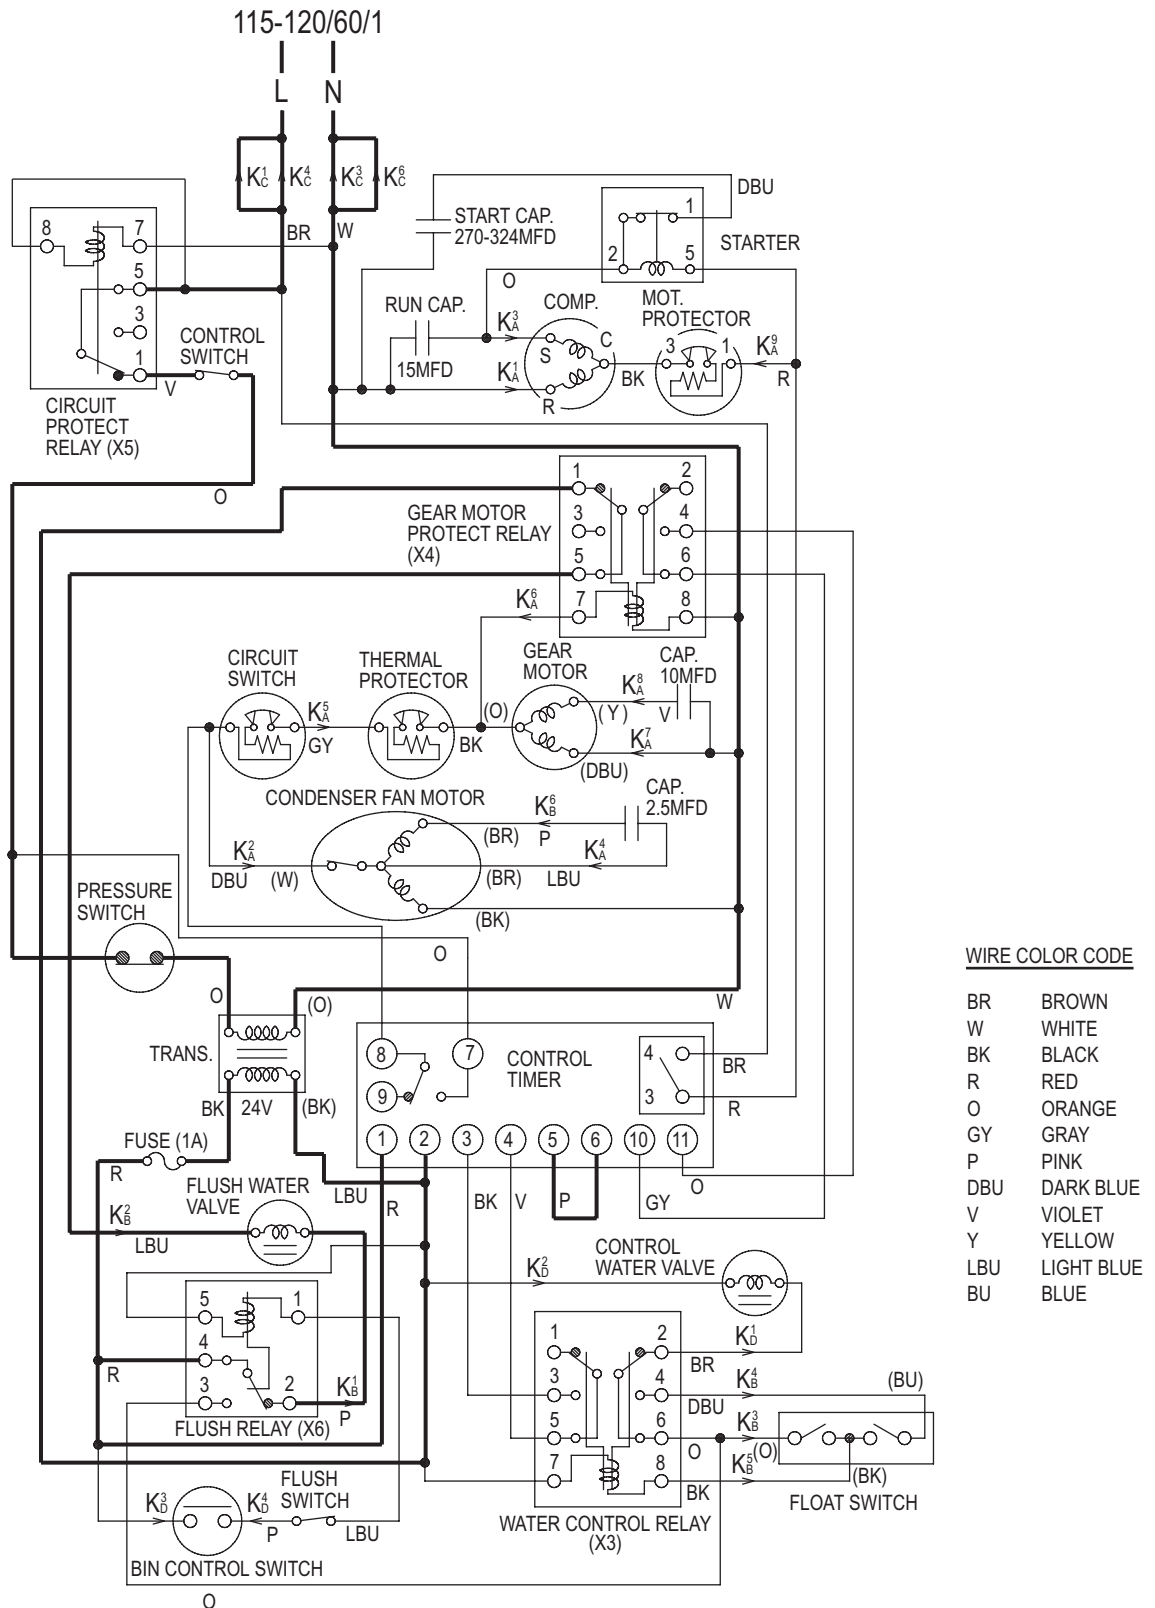 115-120/60/1
L N
K1C K4C K3C K6C
BR W
DBU
START CAP.
270-324MFD
1
STARTER
2 5
8 7
5
3
1
V
CONTROL
SWITCH
CIRCUIT
PROTECT
RELAY (X5)
O
RUN CAP.
15MFD
COMP.
K3A
S C
K1A
R
BK
MOT.
PROTECTOR
3 1
K9A
R
O
GEAR MOTOR
PROTECT RELAY
(X4)
1 2
3 4
5 6
7 8
K6A
CIRCUIT
SWITCH
THERMAL
PROTECTOR
GEAR
MOTOR
CAP.
10MFD
K5A
GY
BK
(O)
K8A
(Y) V
K7A
(DBU)
CONDENSER FAN MOTOR
CAP.
2.5MFD
K6B
(BR) P
K2A
DBU (W)
K4A
(BR) LBU
(BK)
PRESSURE
SWITCH
O
O (O)
W
TRANS.
BK 24V (BK)
CONTROL
TIMER
8 7
9
4 BR
3 R
1 2 3 4 5 6 10 11
FUSE (1A)
R
LBU R BK V P GY O
FLUSH WATER
VALVE
K2B
LBU
CONTROL
WATER VALVE
K2D
5 1
4
R
3 2
K1B
P
FLUSH RELAY (X6)
1 2
3 4
5 6
7 8
K1D
BR
K4B
DBU
(BU)
K3B
O (O)
K5B
BK
(BK)
FLOAT SWITCH
WATER CONTROL RELAY
(X3)
FLUSH
SWITCH
K3D K4D
P LBU
BIN CONTROL SWITCH
O
WIRE COLOR CODE
BR BROWN
W WHITE
BK BLACK
R RED
O ORANGE
GY GRAY
P PINK
DBU DARK BLUE
V VIOLET
Y YELLOW
LBU LIGHT BLUE
BU BLUE